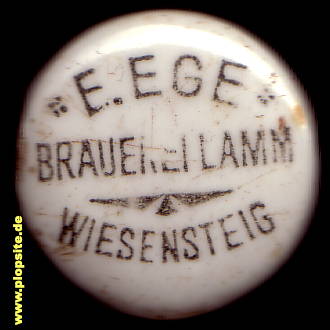 E. EGE
BRAUEREI LAMM
WIESENSTEIG
www.plopsite.de